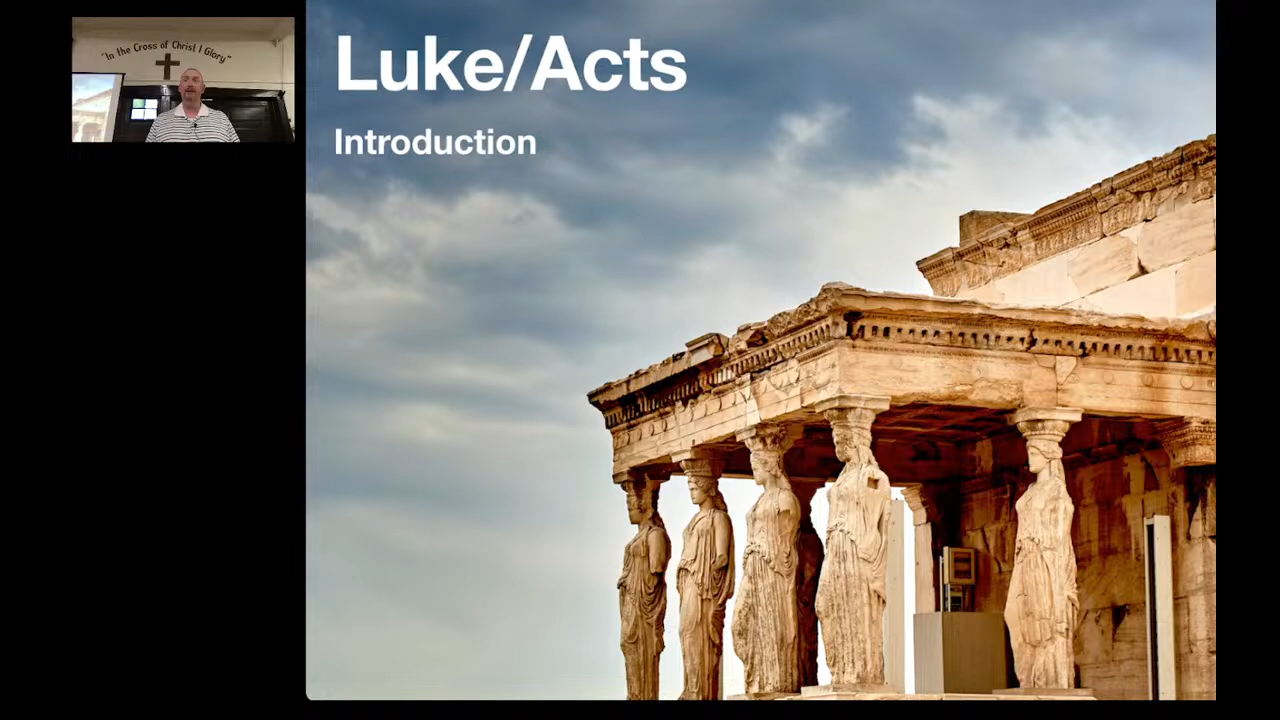 "In the Cross of Christ I Glory"
Luke/Acts
Introduction